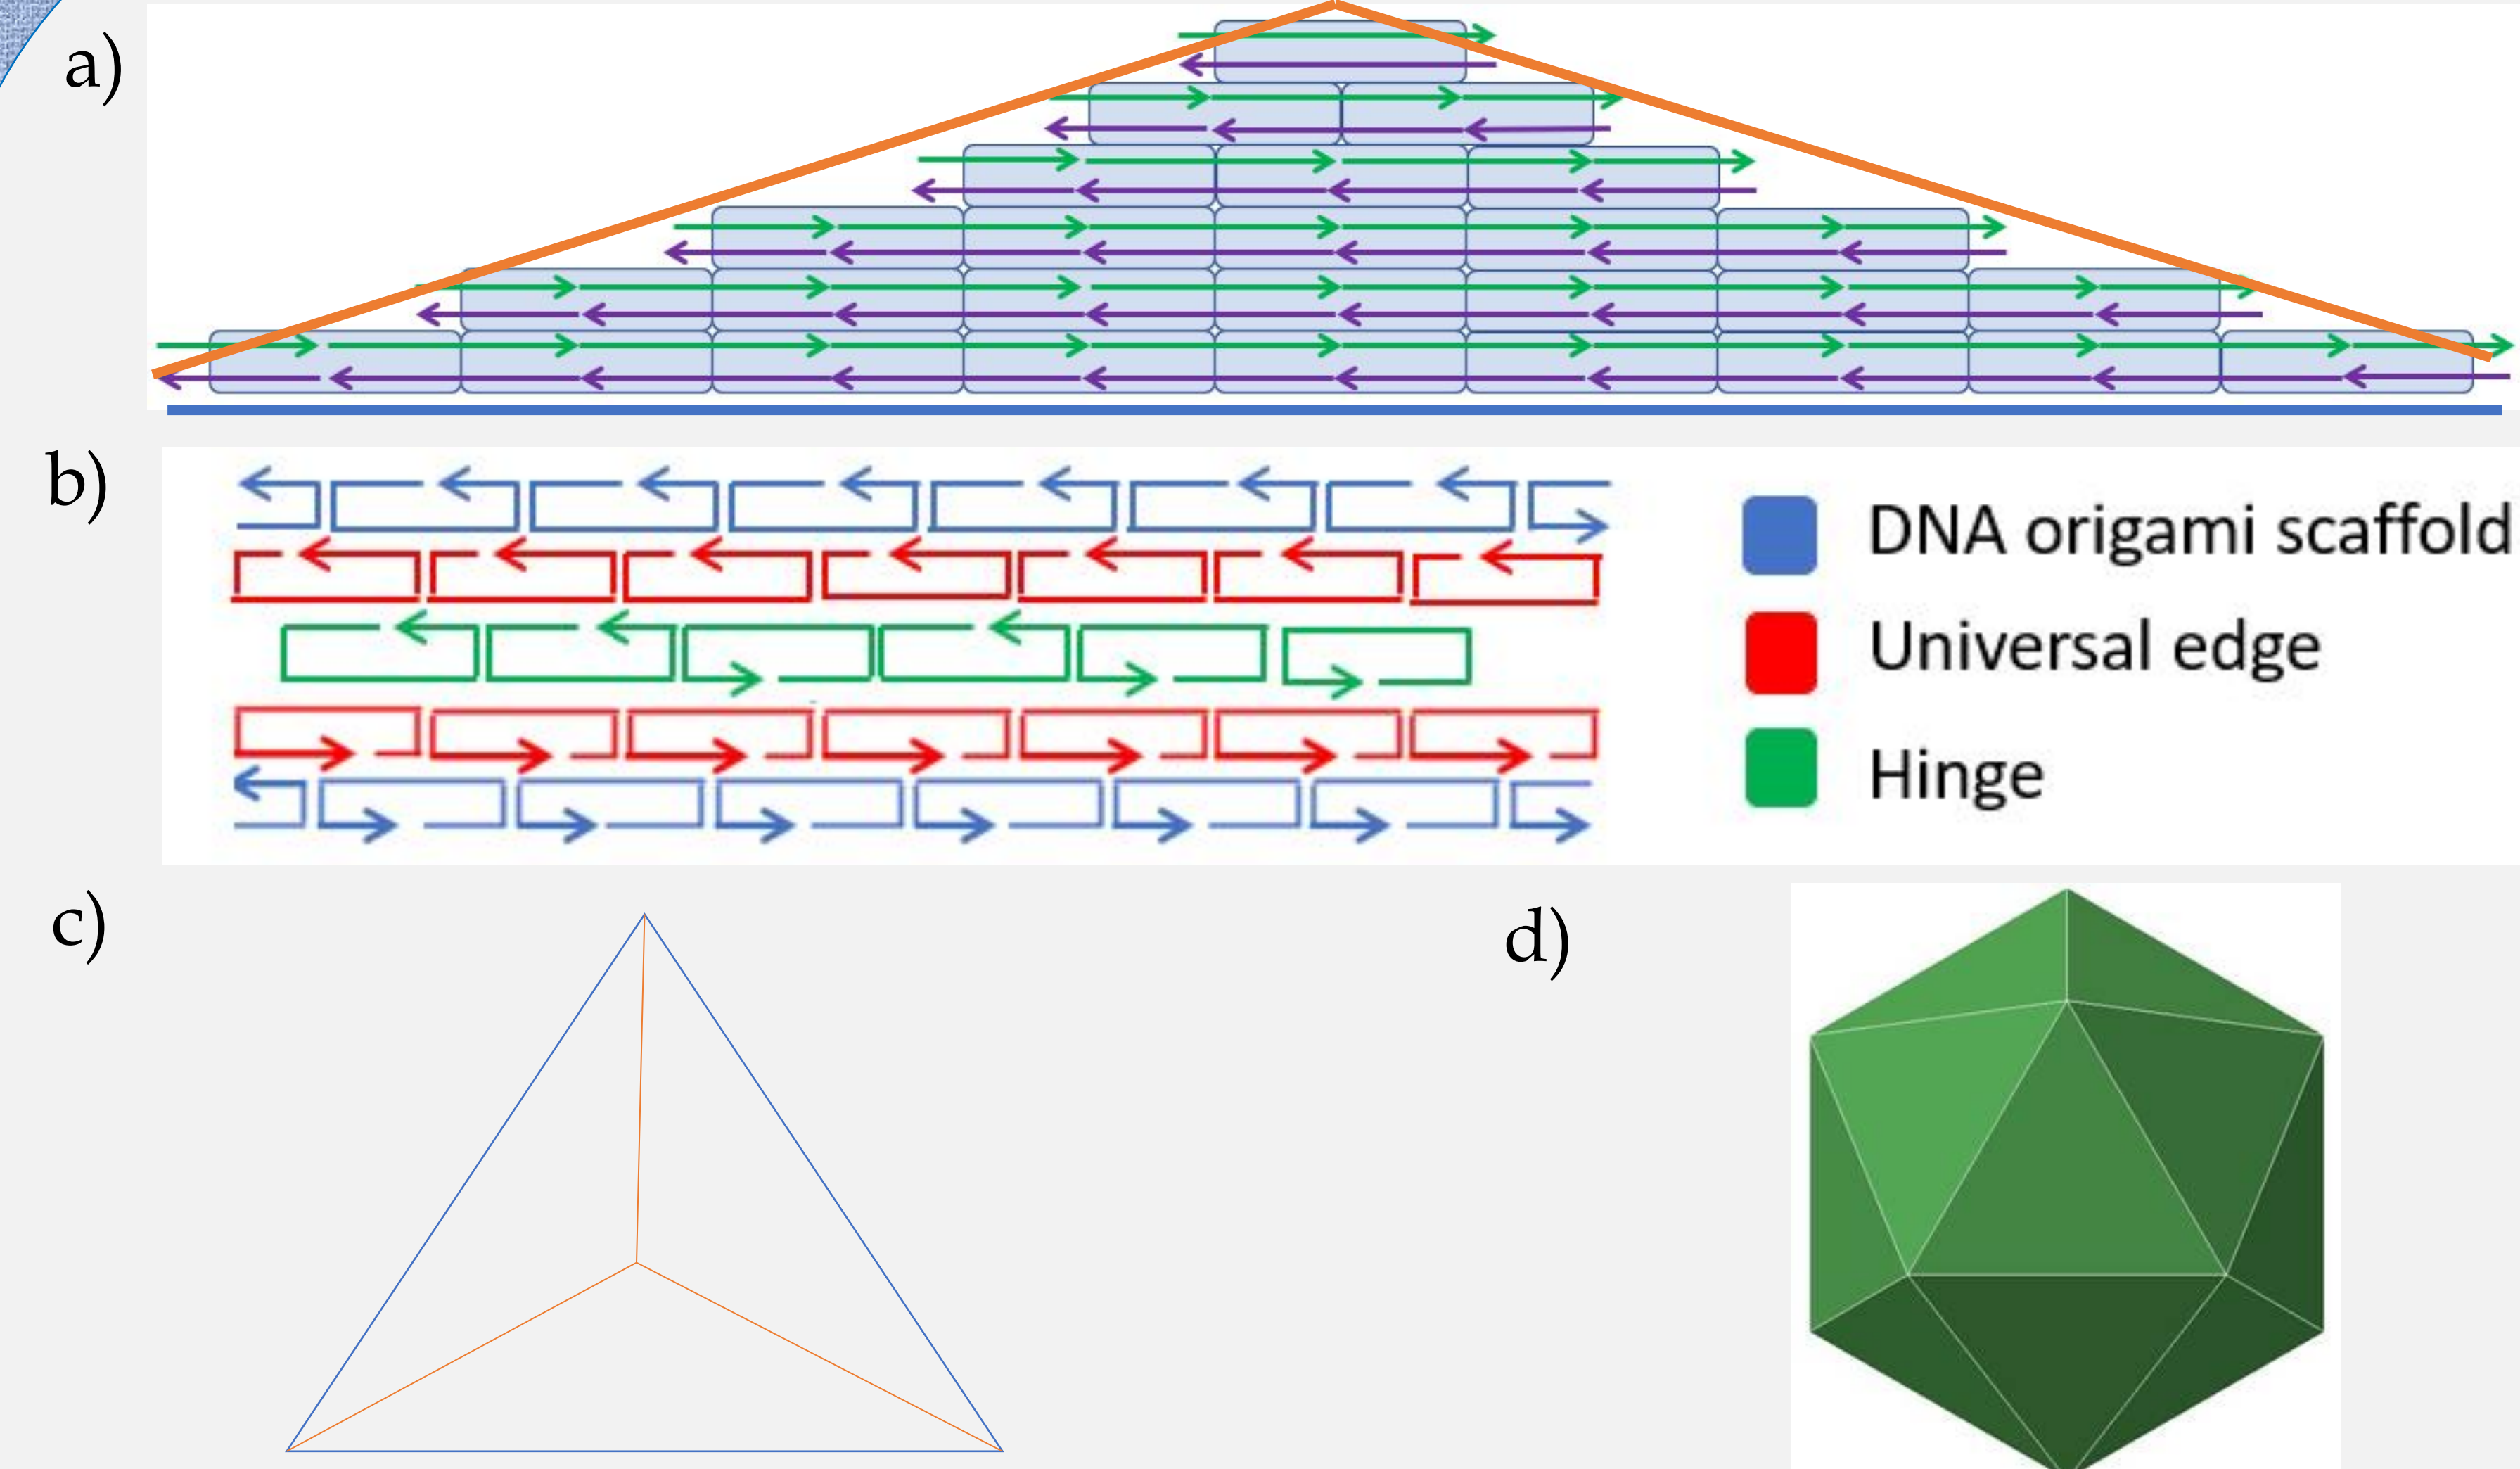 a)
b)
DNA origami scaffold
Universal edge
Hinge
c)
d)